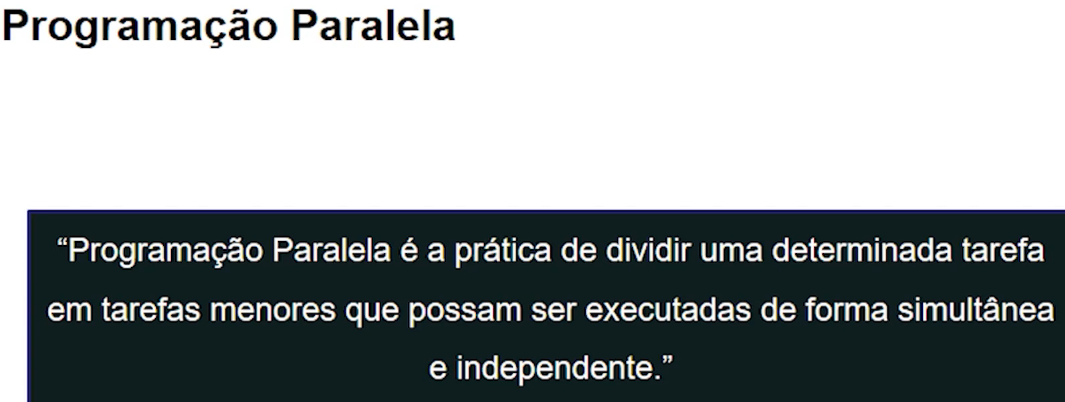 Programação Paralela
“Programação Paralela é a prática de dividir uma determinada tarefa
em tarefas menores que possam ser executadas de forma simultânea
e independente.”